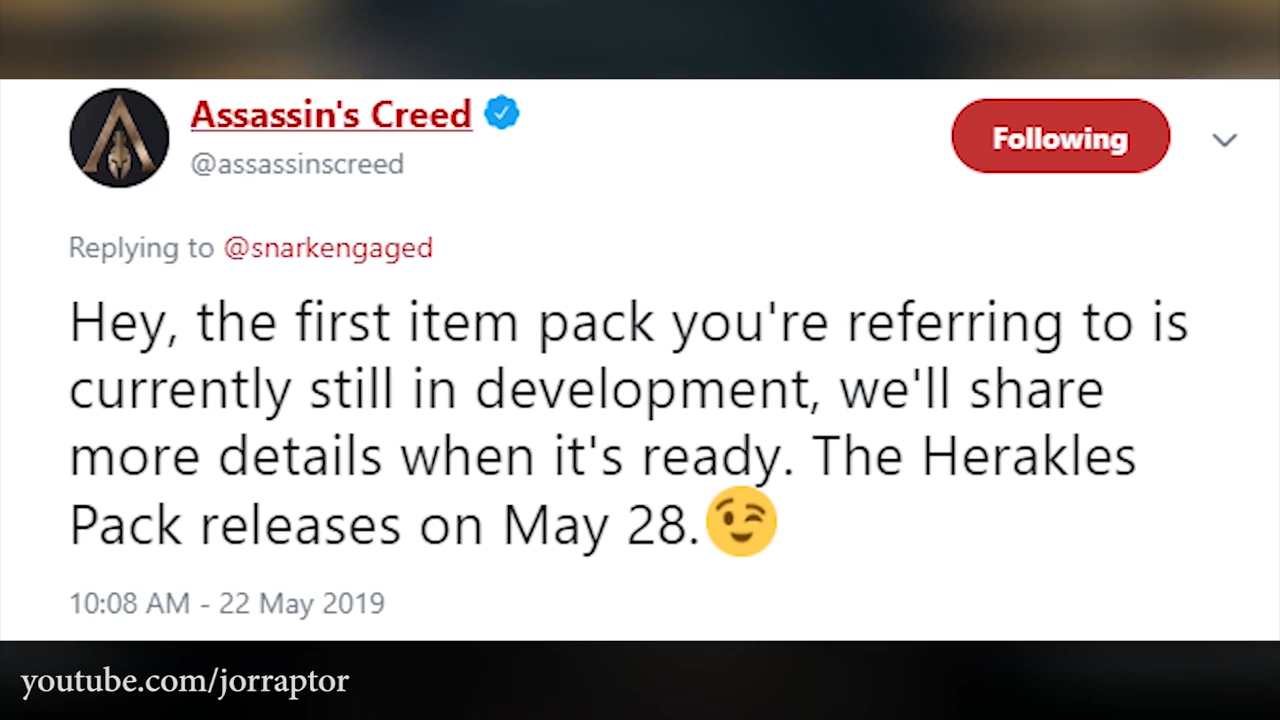 Assassin's Creed
@assassinscreed
Following
Replying to @snarkengaged
Hey, the first item pack you're referring to is
currently still in development, we'll share
more details when it's ready. The Herakles
Pack releases on May 28.😉
10:08 AM - 22 May 2019
youtube.com/jorraptor